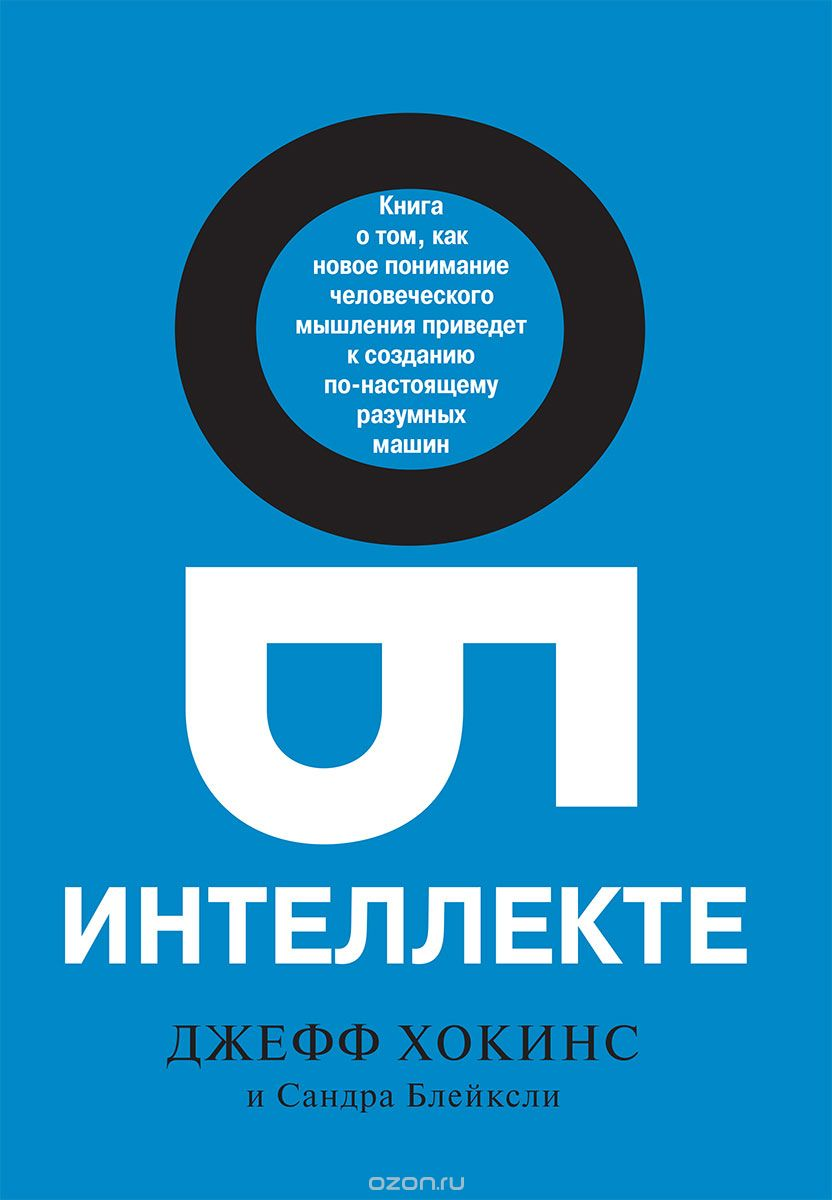 О
Книга
о том, как
новое понимание
человеческого
мышления приведет
к созданию
по-настоящему
разумных
машин
Б
ИНТЕЛЛЕКТЕ
ДЖЕФФ ХОКИНС
и Сандра Блейксли
ozon.ru